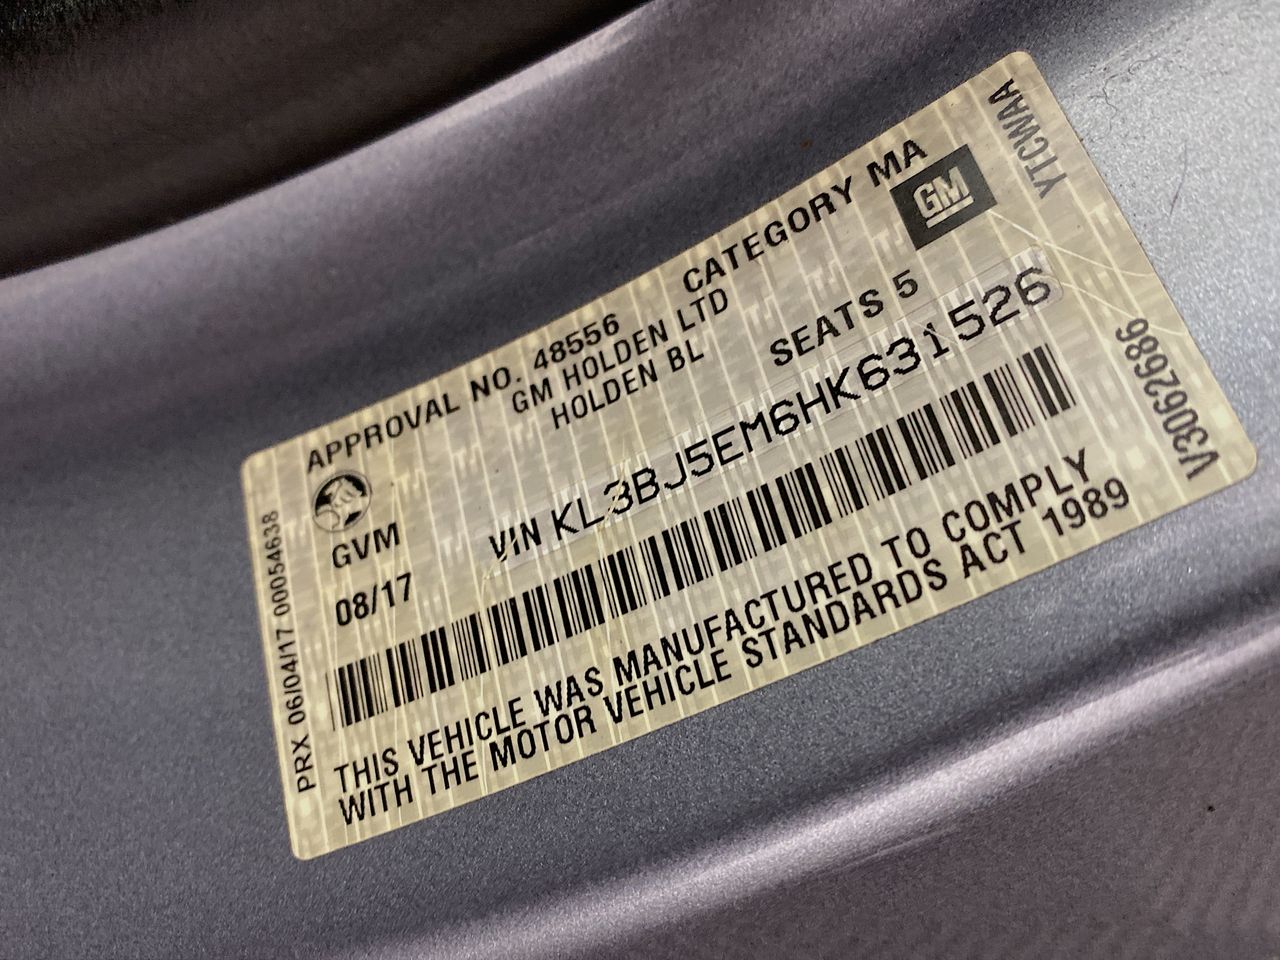 APPROVAL NO. 48556 CATEGORY MA
GM HOLDEN LTD
HOLDEN BL
GM
SEATS 5
GVM
VIN KL3BJ5EM6HK631526
08/17
THIS VEHICLE WAS MANUFACTURED TO COMPLY
WITH THE MOTOR VEHICLE STANDARDS ACT 1989
PRX 06/04/17 00054638
YTCWAA
V3062686